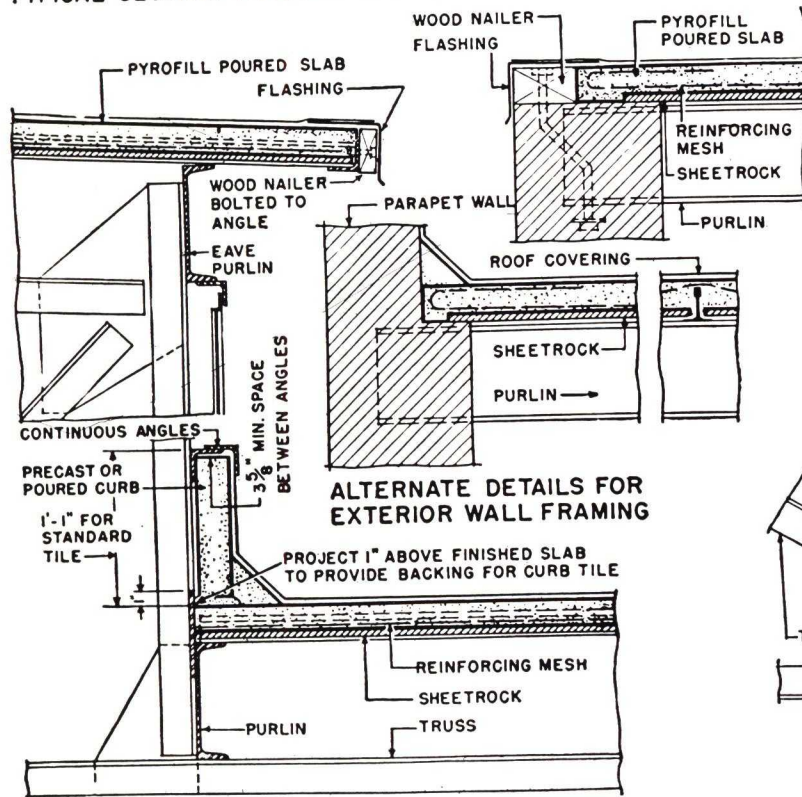 PYROFILL POURED SLAB
FLASHING
WOOD NAILER
BOLTED TO
ANGLE
EAVE
PURLIN
WOOD NAILER
FLASHING
PYROFILL
POURED SLAB
REINFORCING
MESH
SHEETROCK
PURLIN
PARAPET WALL
ROOF COVERING
SHEETROCK
PURLIN
CONTINUOUS ANGLES
3 5/8" MIN. SPACE
BETWEEN ANGLES
PRECAST OR
POURED CURB
1'-1" FOR
STANDARD
TILE
1"
ALTERNATE DETAILS FOR
EXTERIOR WALL FRAMING
PROJECT 1" ABOVE FINISHED SLAB
TO PROVIDE BACKING FOR CURB TILE
REINFORCING MESH
SHEETROCK
PURLIN
TRUSS